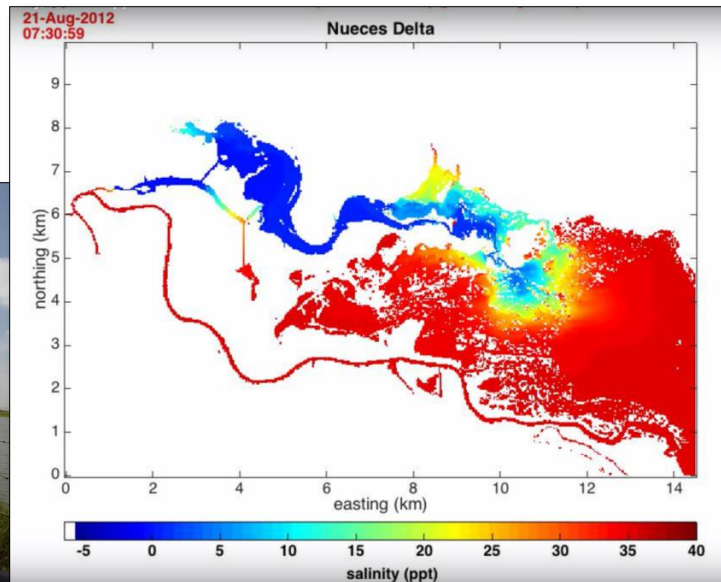 21-Aug-2012
07:30:59
Nueces Delta
northing (km)
9
8
7
6
5
4
3
2
1
0
0 2 4 6 8 10 12 14
easting (km)
-5 0 5 10 15 20 25 30 35 40
salinity (ppt)